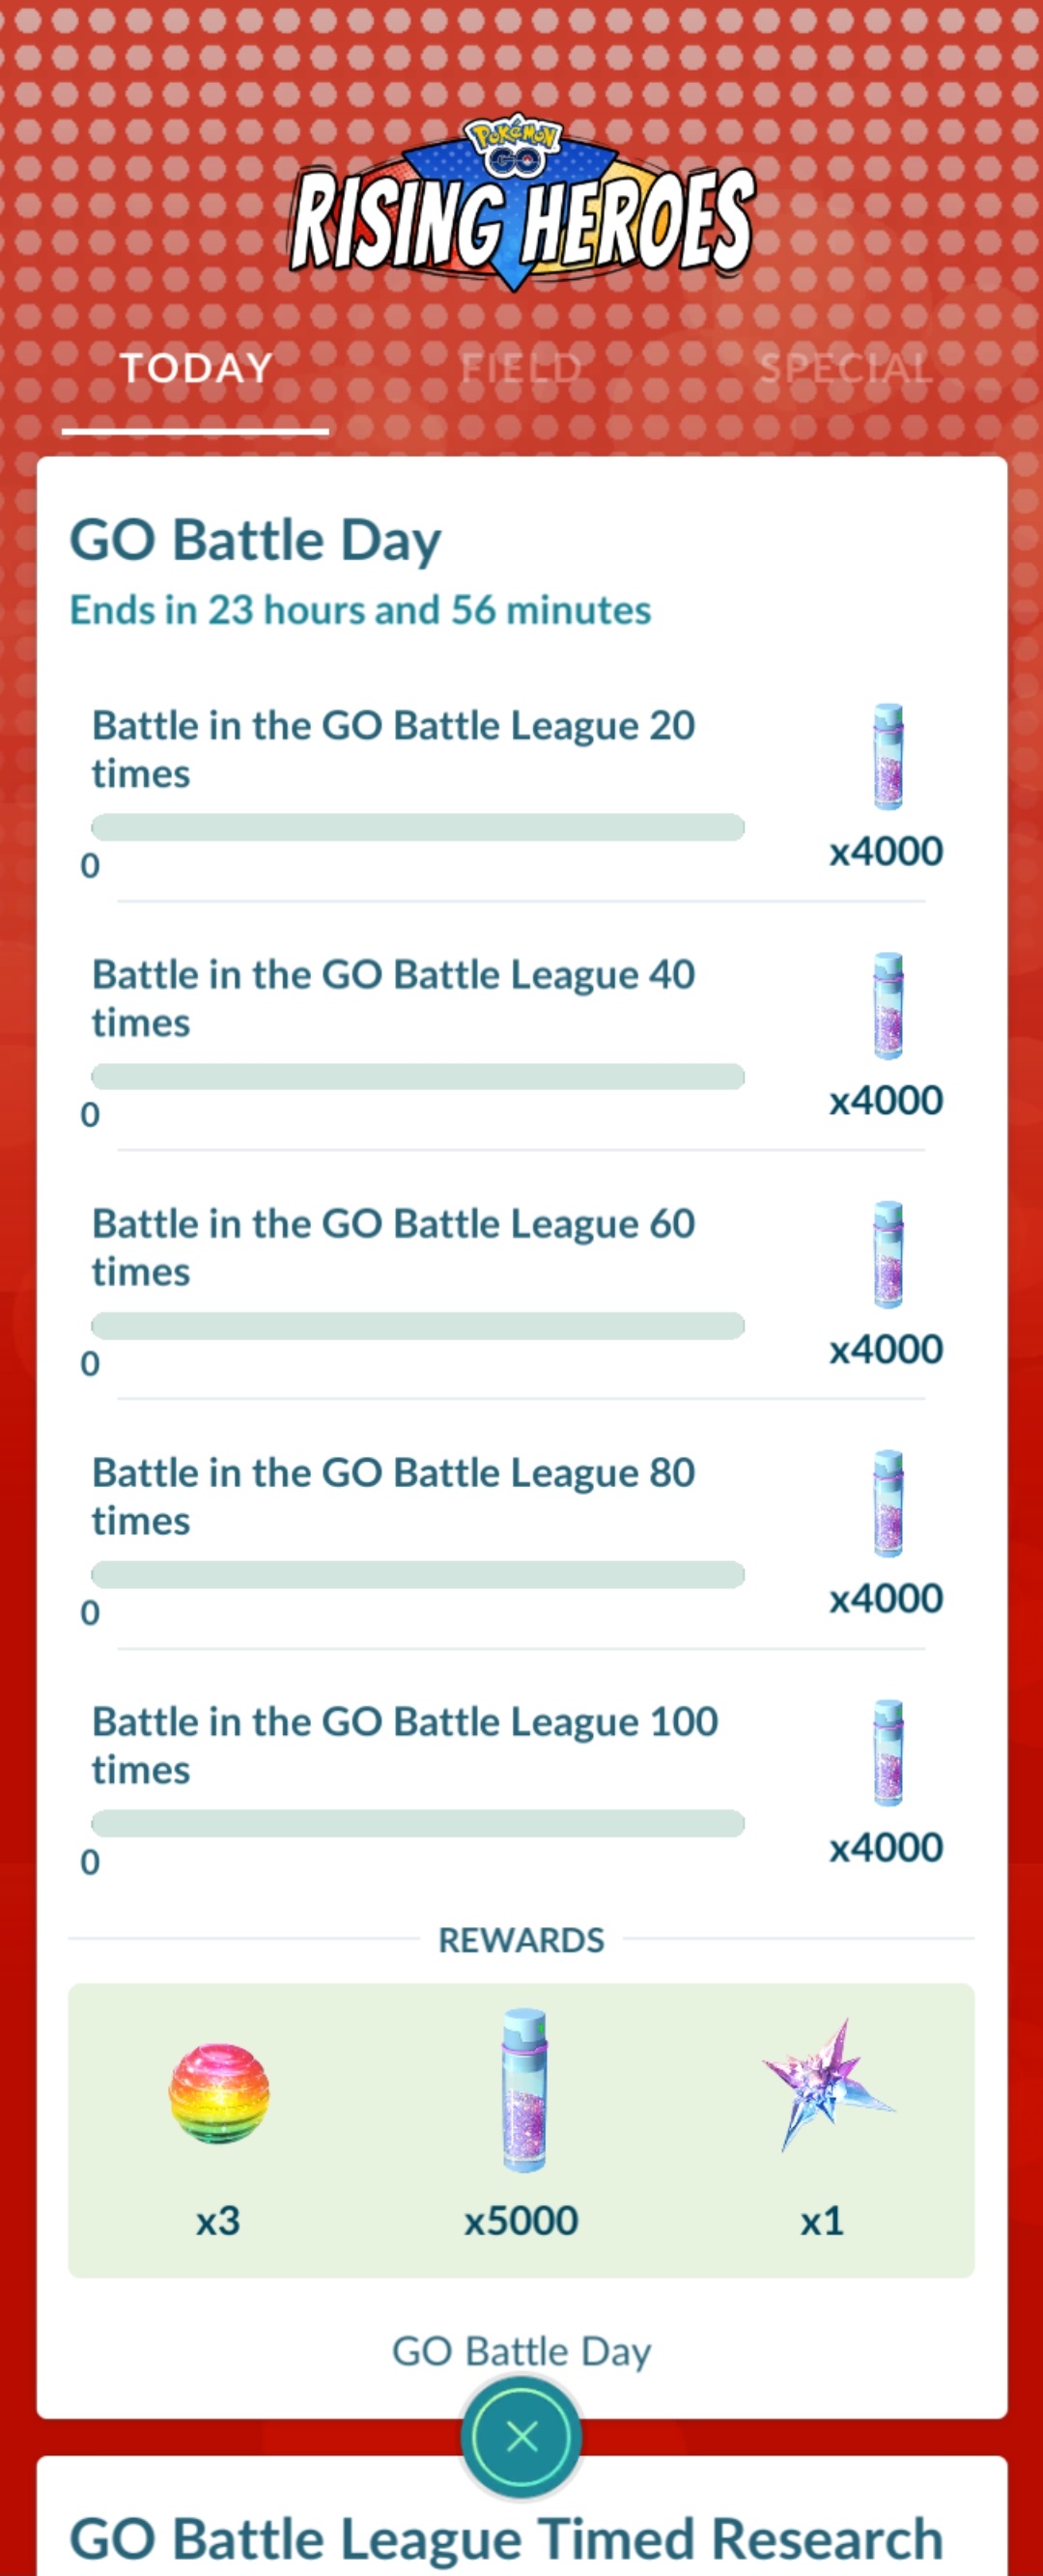 Pokémon
GO
RISING HEROES
TODAY FIELD SPECIAL
GO Battle Day
Ends in 23 hours and 56 minutes
Battle in the GO Battle League 20
times
x4000
0
Battle in the GO Battle League 40
times
x4000
0
Battle in the GO Battle League 60
times
x4000
0
Battle in the GO Battle League 80
times
x4000
0
Battle in the GO Battle League 100
times
x4000
0
REWARDS
x3 x5000 x1
GO Battle Day
GO Battle League Timed Research